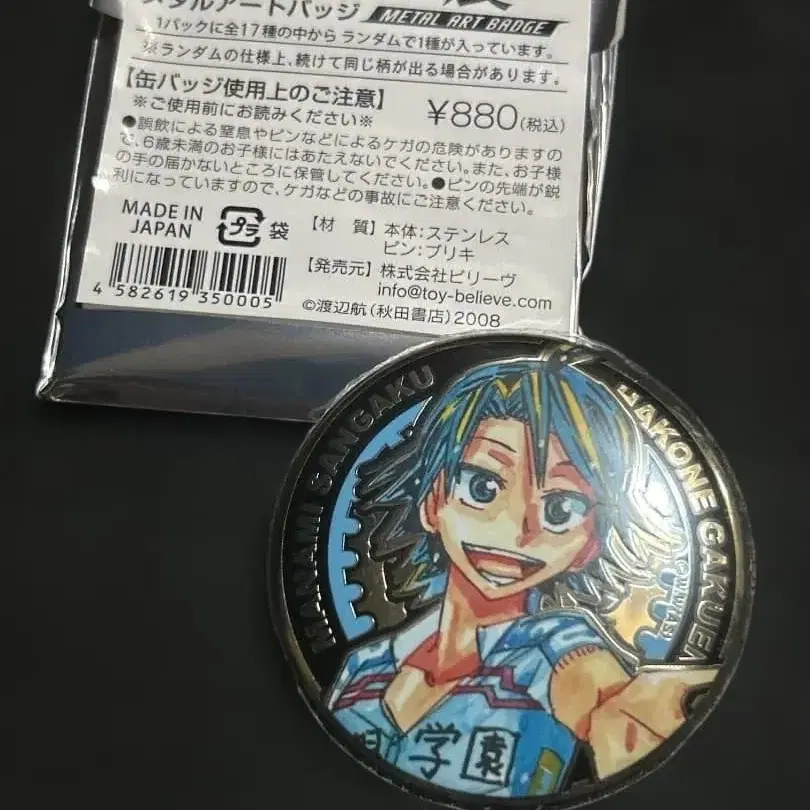 メタルアートバッジ METAL ART BADGE
1パックに全17種の中から ランダムで1種が入っています。
※ランダムの仕様上、続けて同じ柄が出る場合があります。
【缶バッジ使用上のご注意】
※ご使用前にお読みください※
¥880(税込)
●誤飲による窒息やピンなどによるケガの危険がありますの
で、6歳未満のお子様にはあたえないでください。また、お子様
の手の届かないところに保管してください。●ピンの先端が鋭
利になっていますので、ケガなどの事故にご注意ください。
MADE IN
JAPAN
プラ 袋
【材 質】本体:ステンレス
ピン:ブリキ
【発売元】株式会社ビリーヴ
info@toy-believe.com
4 582619 350005
©渡辺航(秋田書店)2008
MANAMI SANGAKU
HAKONE GAKUEN
学園